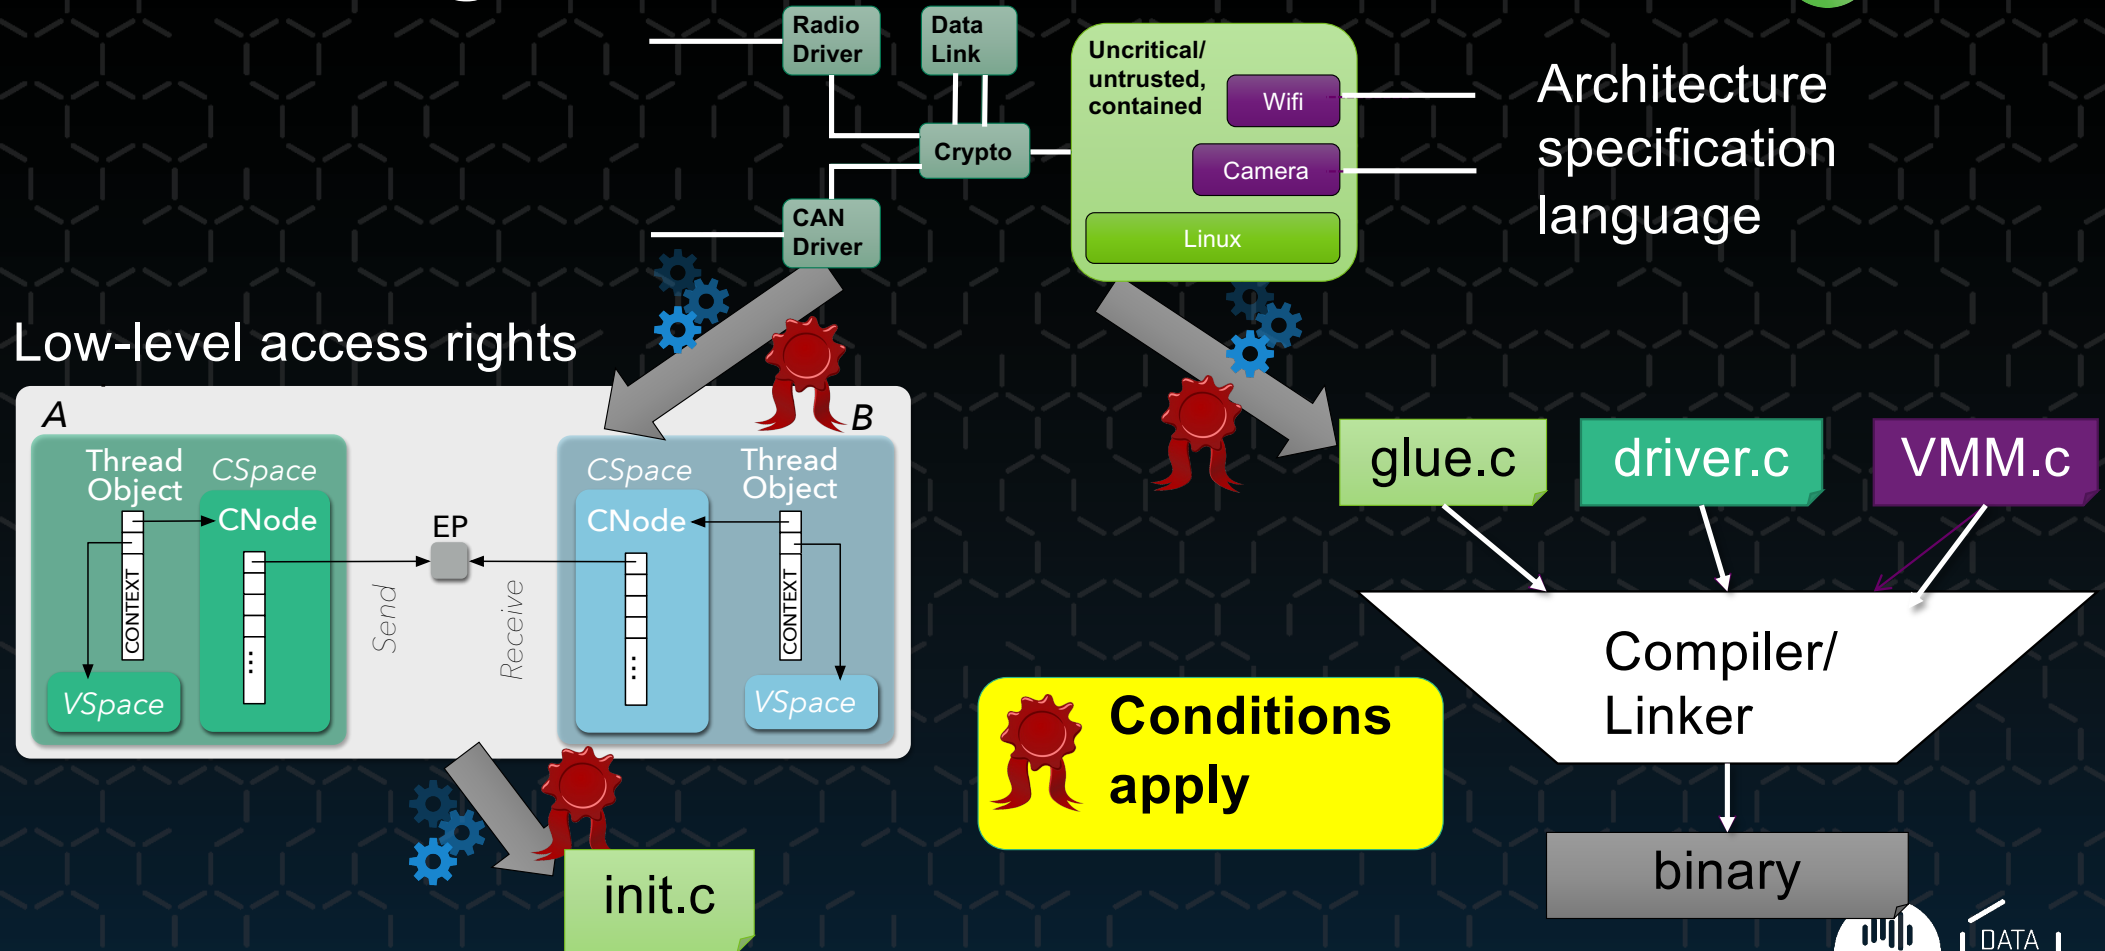 Radio
Driver
Data
Link
Uncritical/
untrusted,
contained
Wifi
Camera
Linux
Crypto
CAN
Driver
Architecture
specification
language
Low-level access rights
A
B
Thread
Object
CSpace
CNode
CONTEXT
...
VSpace
EP
Send
Receive
CSpace
CNode
...
Thread
Object
CONTEXT
VSpace
glue.c
driver.c
VMM.c
Compiler/
Linker
binary
Conditions
apply
init.c
DATA